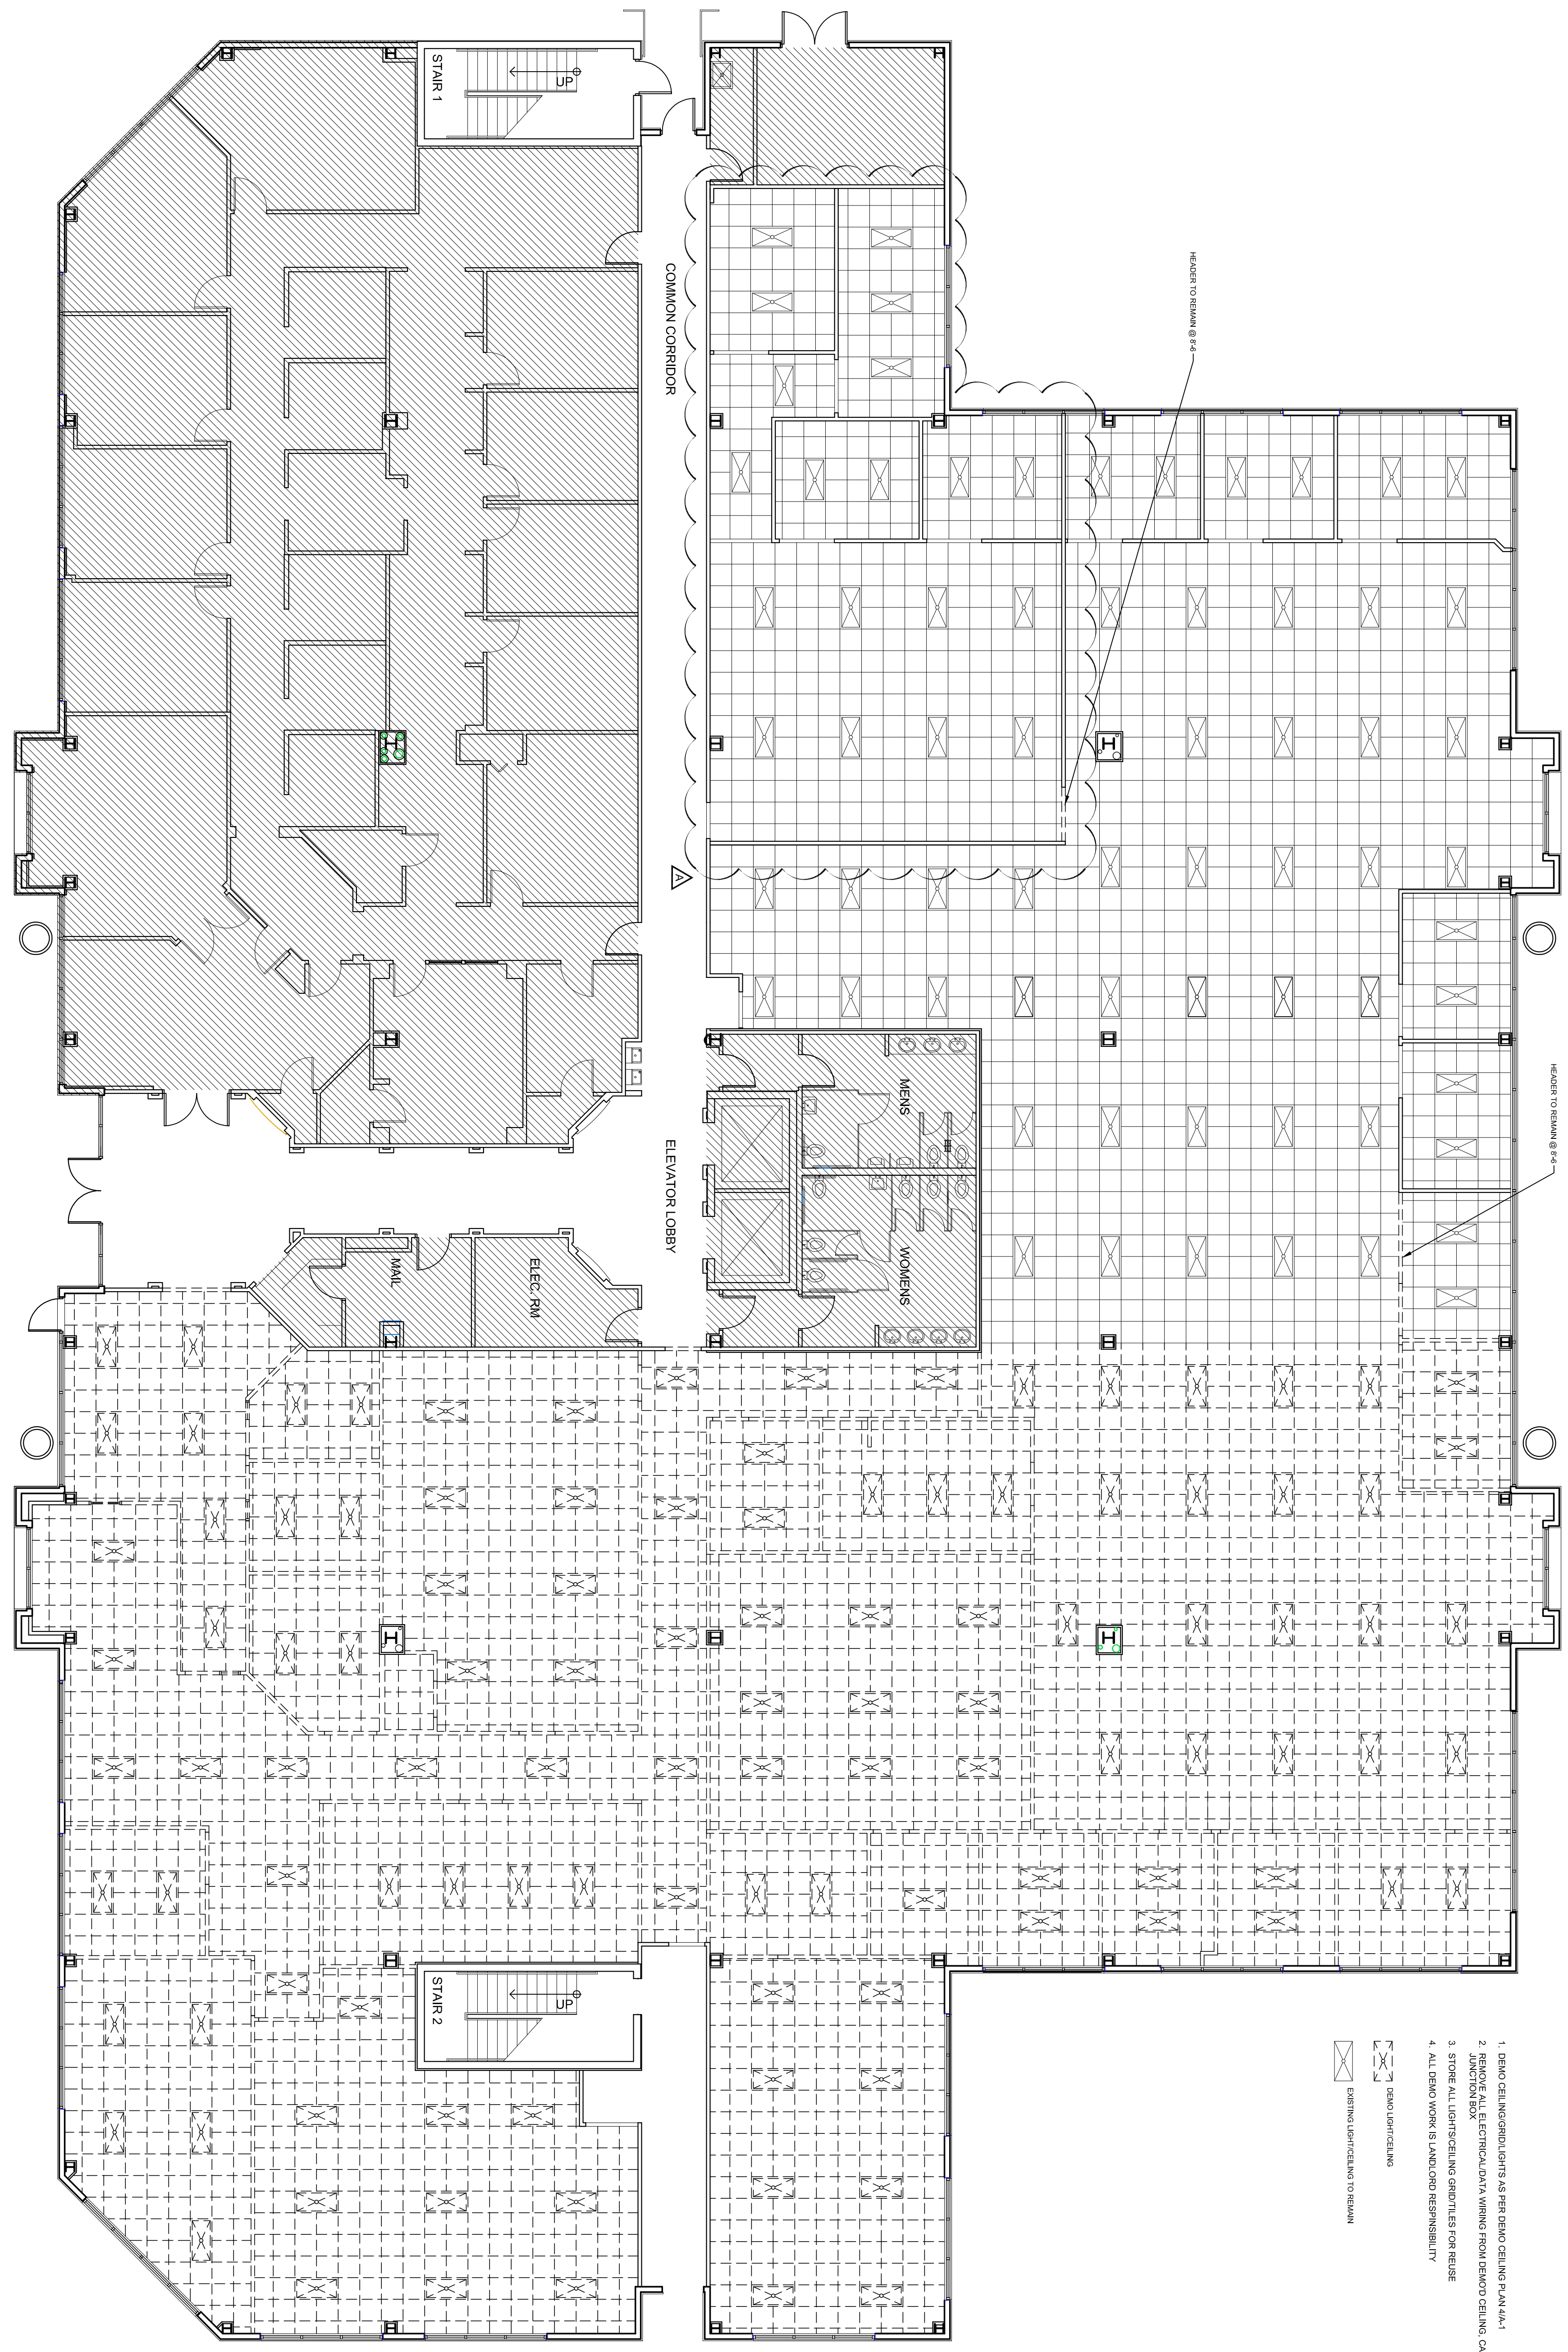 1. DEMO CEILING/GRID/LIGHTS AS PER DEMO CEILING PLAN 4/A-1
2. REMOVE ALL ELECTRICAL/DATA WIRING FROM DEMO'D CEILING, CA
JUNCTION BOX
3. STORE ALL LIGHTS/CEILING GRID/TILES FOR REUSE
4. ALL DEMO WORK IS LANDLORD RESPINSIBILITY
DEMO LIGHT/CEILING
EXISTING LIGHT/CEILING TO REMAIN
HEADER TO REMAIN @ 8'-6
HEADER TO REMAIN @ 8'-6
COMMON CORRIDOR
A
MENS
WOMENS
ELEVATOR LOBBY
ELEC. RM
MAIL
UP
STAIR 1
UP
STAIR 2